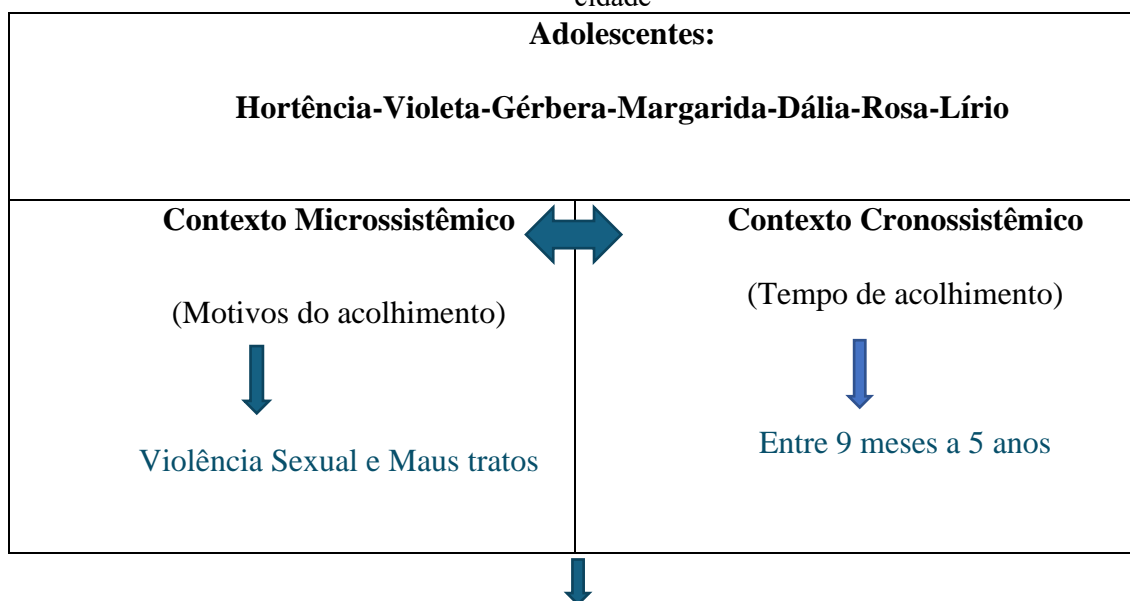 cidade
Adolescentes:
Hortência-Violeta-Gérbera-Margarida-Dália-Rosa-Lírio
Contexto Microssistêmico
(Motivos do acolhimento)
Violência Sexual e Maus tratos
Contexto Cronossistêmico
(Tempo de acolhimento)
Entre 9 meses a 5 anos